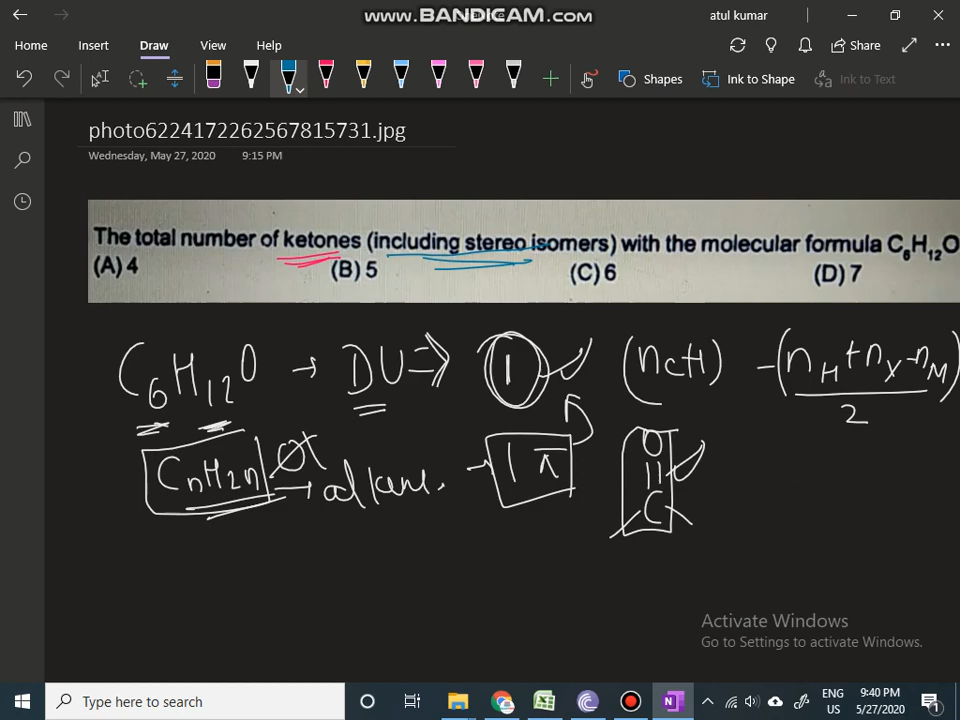 www.BANDICAM.com
atul kumar
Home Insert Draw View Help
Share
Shapes Ink to Shape Ink to Text
photo6224172262567815731.jpg
Wednesday, May 27, 2020 9:15 PM
The total number of ketones (including stereo isomers) with the molecular formula C6H12O
(A) 4 (B) 5 (C) 6 (D) 7
C6H12O → DU ⇒ 1 (nc+1) -(nH+nX-nM)
2
CnH2n → alkene. → 1 π
O
||
C
Activate Windows
Go to Settings to activate Windows.
Type here to search
ENG
US
9:40 PM
5/27/2020
1